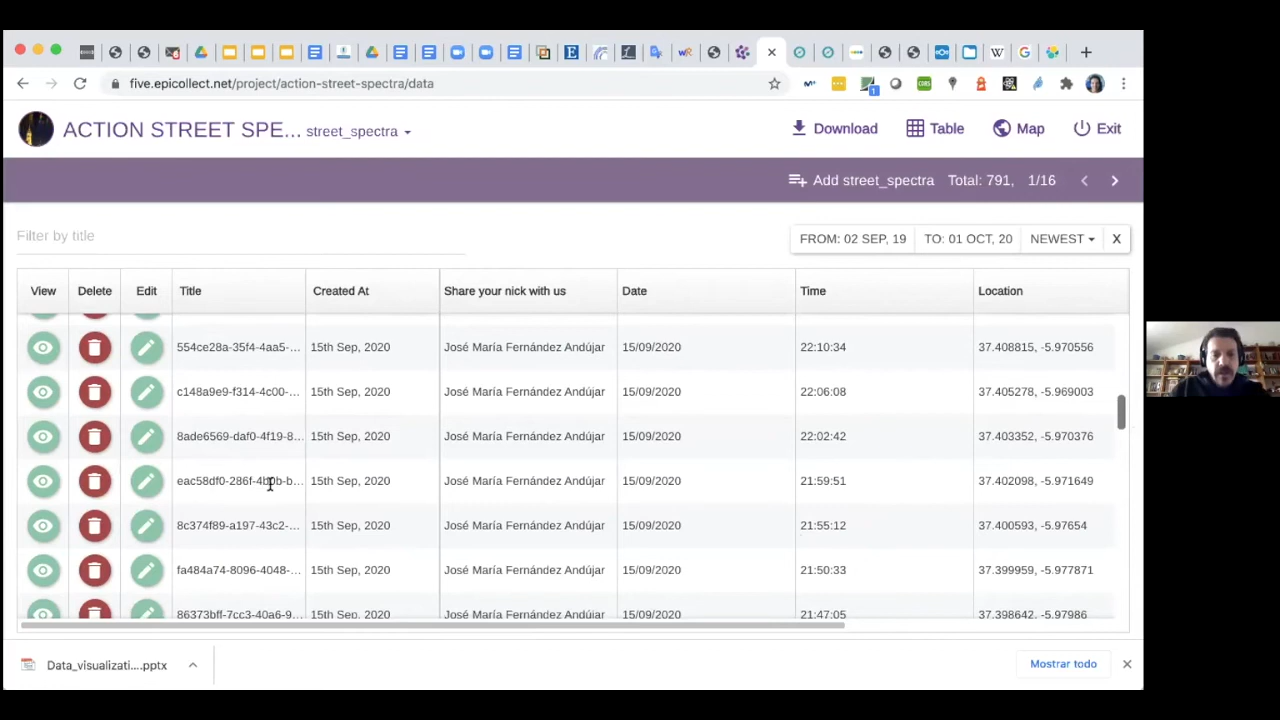 five.epicollect.net/project/action-street-spectra/data
1
ACTION STREET SPE... street_spectra
Download Table Map Exit
Add street_spectra Total: 791, 1/16
Filter by title
FROM: 02 SEP, 19 TO: 01 OCT, 20 NEWEST X
View Delete Edit Title Created At Share your nick with us Date Time Location
554ce28a-35f4-4aa5-... 15th Sep, 2020 José María Fernández Andújar 15/09/2020 22:10:34 37.408815, -5.970556
c148a9e9-f314-4c00-... 15th Sep, 2020 José María Fernández Andújar 15/09/2020 22:06:08 37.405278, -5.969003
8ade6569-daf0-4f19-8... 15th Sep, 2020 José María Fernández Andújar 15/09/2020 22:02:42 37.403352, -5.970376
eac58df0-286f-4b0b-b... 15th Sep, 2020 José María Fernández Andújar 15/09/2020 21:59:51 37.402098, -5.971649
8c374f89-a197-43c2-... 15th Sep, 2020 José María Fernández Andújar 15/09/2020 21:55:12 37.400593, -5.97654
fa484a74-8096-4048-... 15th Sep, 2020 José María Fernández Andújar 15/09/2020 21:50:33 37.399959, -5.977871
86373bff-7cc3-40a6-9... 15th Sep, 2020 José María Fernández Andújar 15/09/2020 21:47:05 37.398642, -5.97986
Data_visualizati....pptx Mostrar todo